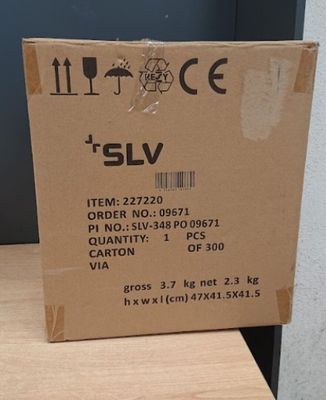 RESY
CE
SLV
ITEM: 227220
ORDER NO.: 09671
PI NO.: SLV-348 PO 09671
QUANTITY: 1 PCS
CARTON OF 300
VIA
gross 3.7 kg net 2.3 kg
h x w x l (cm) 47X41.5X41.5